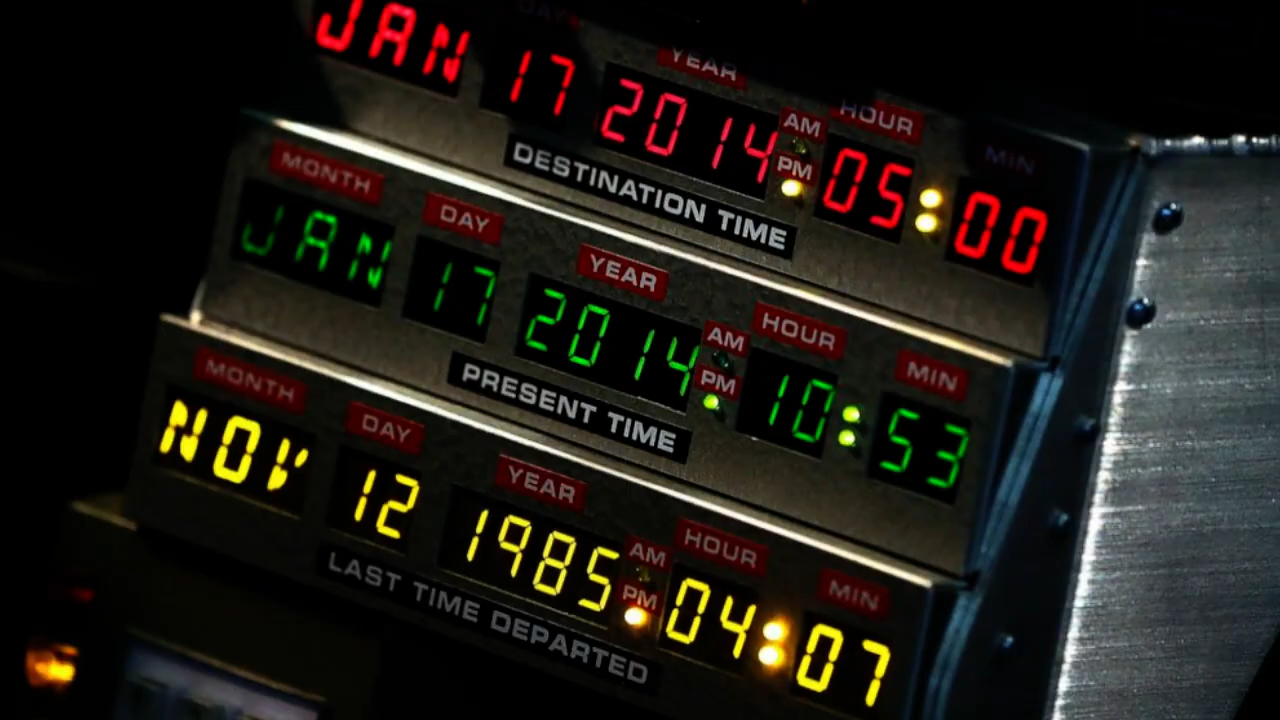 DAY YEAR HOUR MIN
JAN 17 2014 AM PM 05:00
DESTINATION TIME
MONTH DAY YEAR HOUR MIN
JAN 17 2014 AM PM 10:53
PRESENT TIME
MONTH DAY YEAR HOUR MIN
NOV 12 1985 AM PM 04:07
LAST TIME DEPARTED